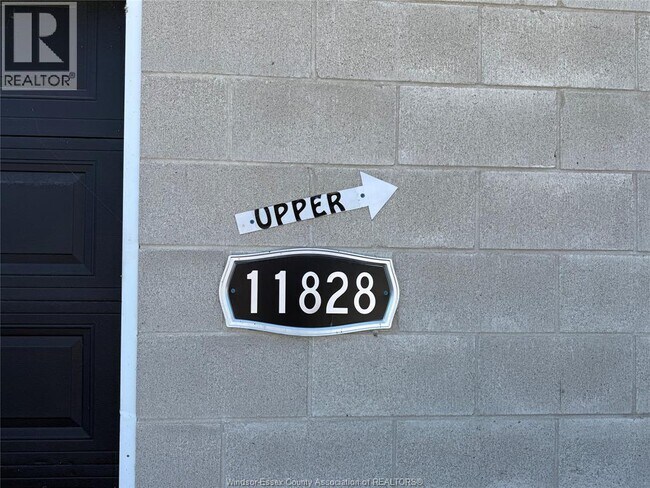 REALTOR®
UPPER
11828
Windsor-Essex County Association of REALTORS®